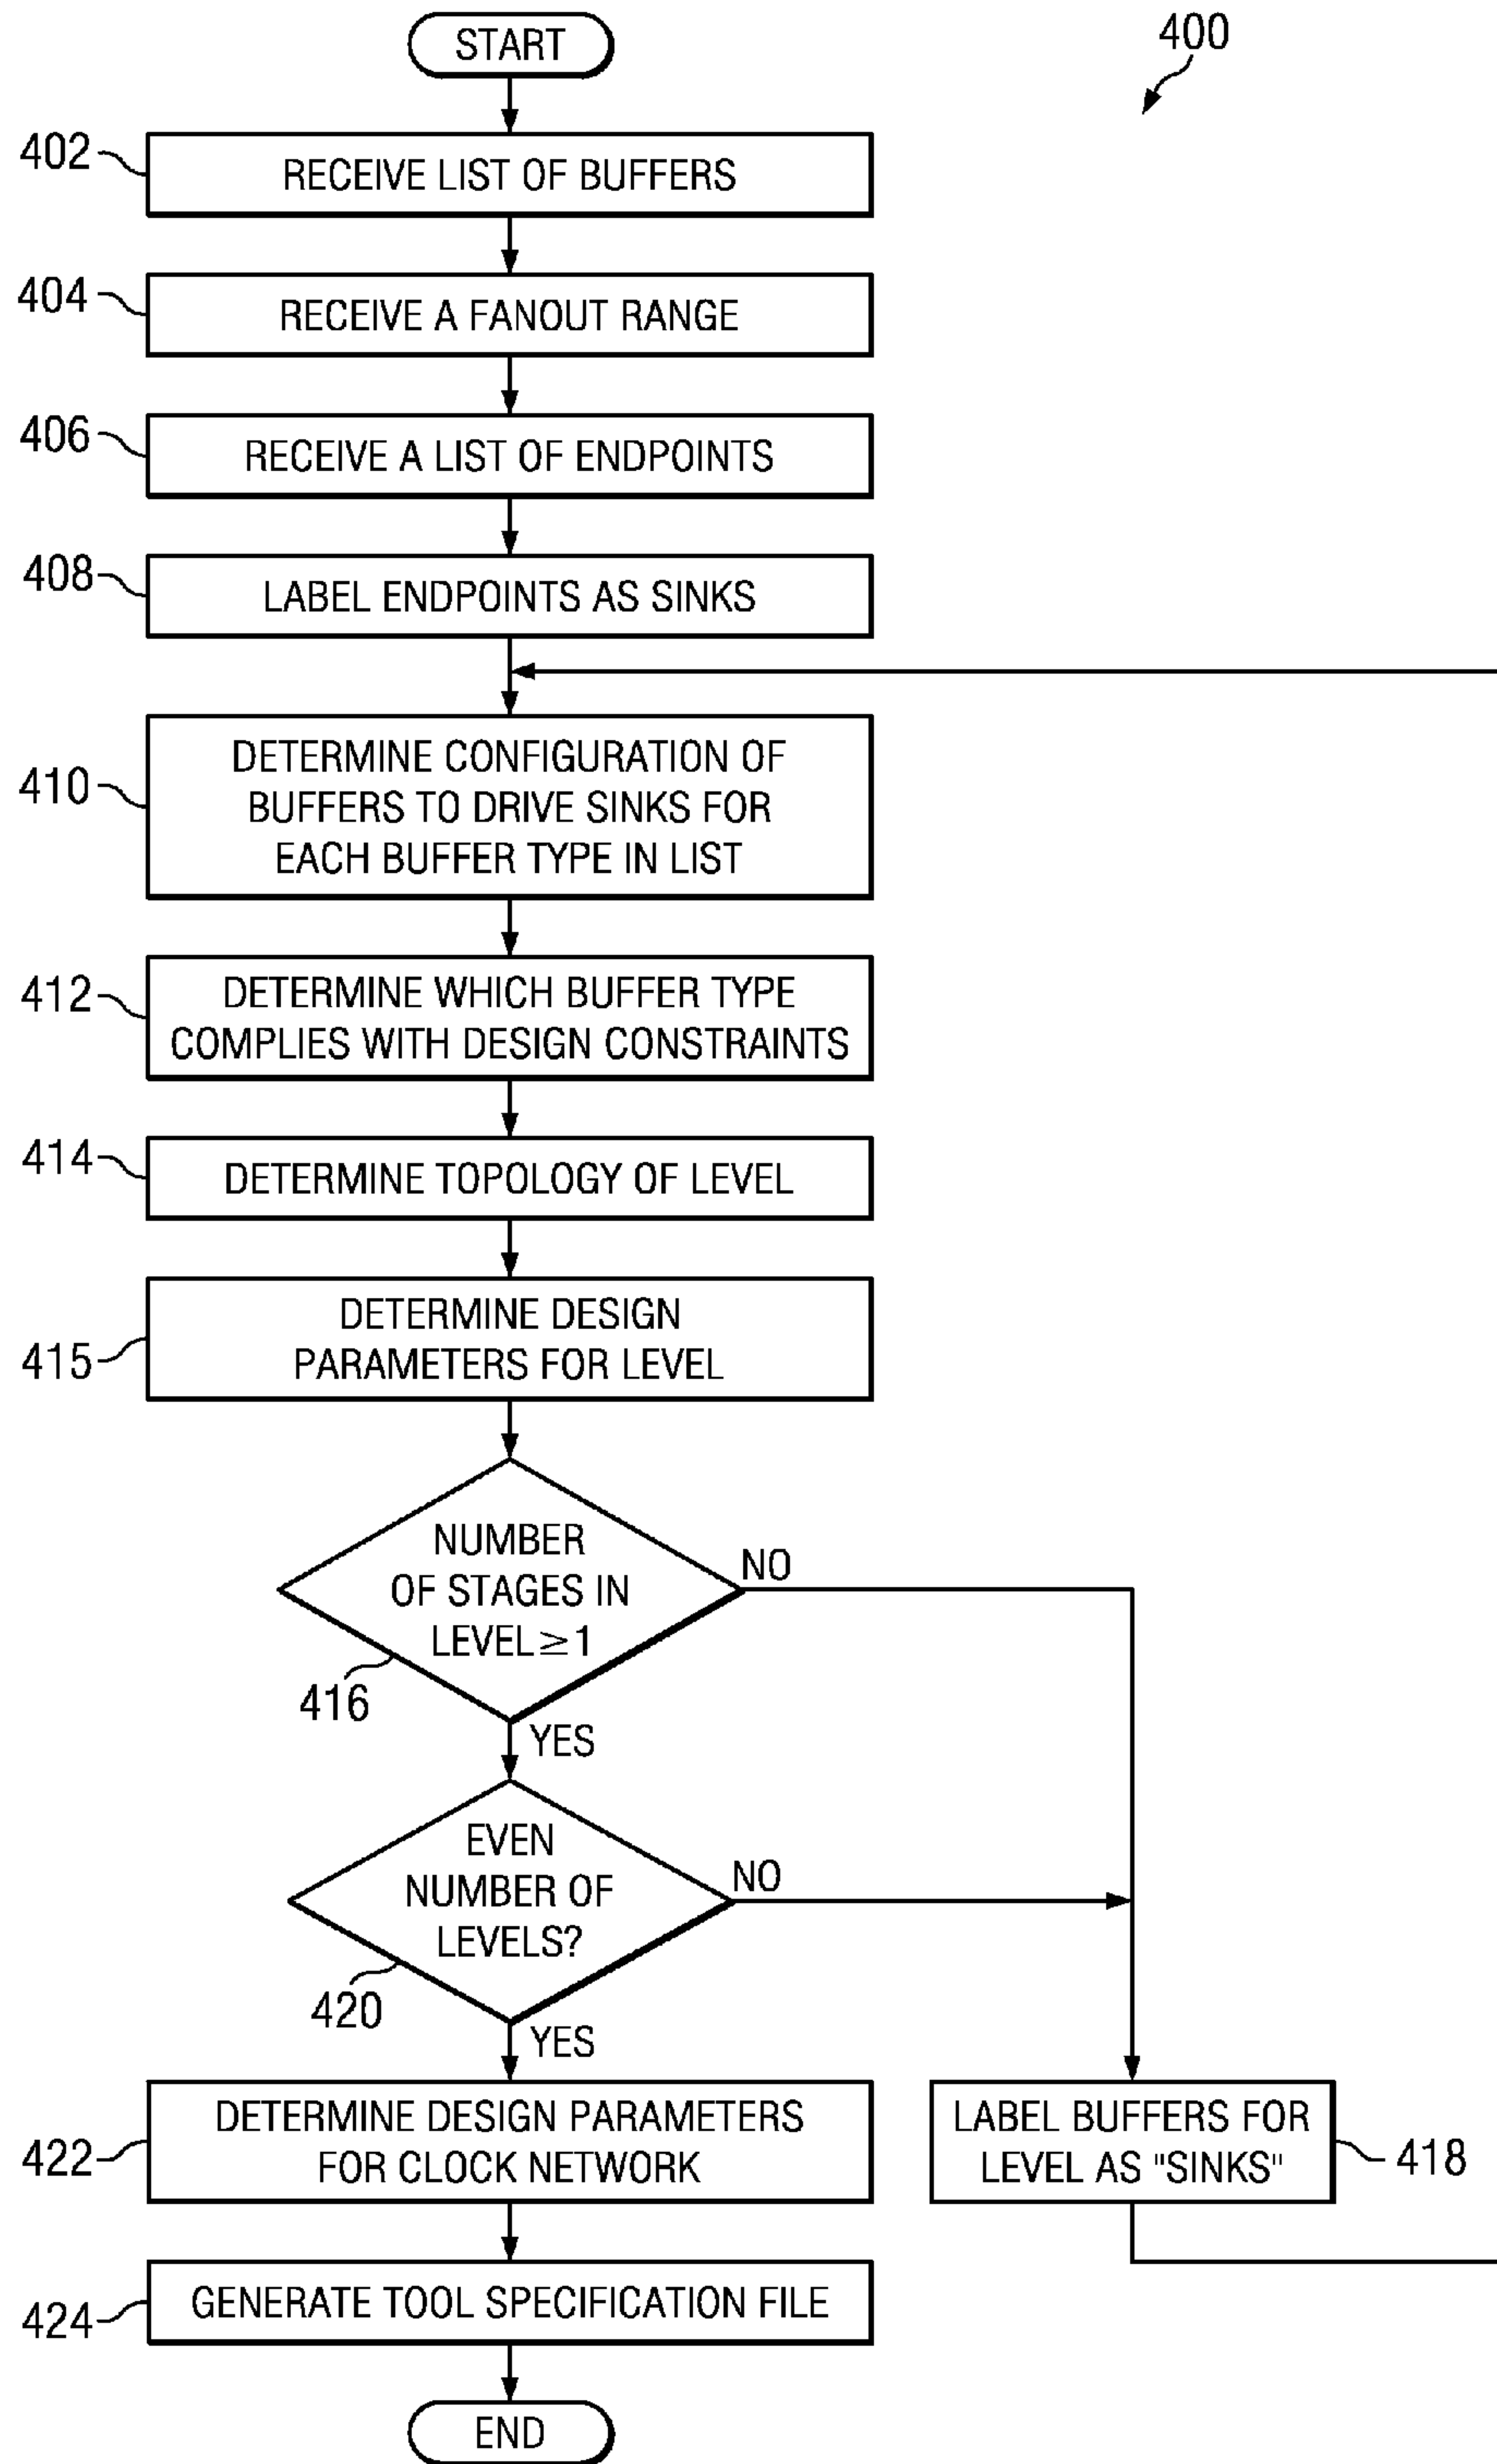 START
400
402
RECEIVE LIST OF BUFFERS
404
RECEIVE A FANOUT RANGE
406
RECEIVE A LIST OF ENDPOINTS
408
LABEL ENDPOINTS AS SINKS
410
DETERMINE CONFIGURATION OF
BUFFERS TO DRIVE SINKS FOR
EACH BUFFER TYPE IN LIST
412
DETERMINE WHICH BUFFER TYPE
COMPLIES WITH DESIGN CONSTRAINTS
414
DETERMINE TOPOLOGY OF LEVEL
415
DETERMINE DESIGN
PARAMETERS FOR LEVEL
NUMBER
OF STAGES IN
LEVEL ≥ 1
NO
416
YES
EVEN
NUMBER OF
LEVELS?
NO
420
YES
422
DETERMINE DESIGN PARAMETERS
FOR CLOCK NETWORK
LABEL BUFFERS FOR
LEVEL AS "SINKS"
418
424
GENERATE TOOL SPECIFICATION FILE
END